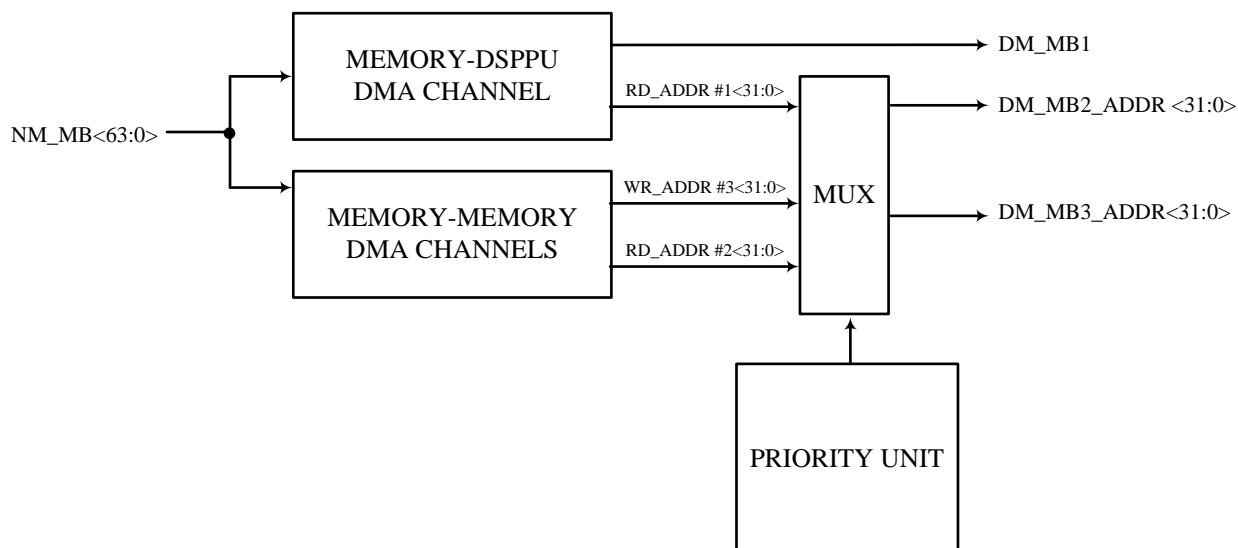 MEMORY-DSPPU
DMA CHANNEL
DM_MB1
RD_ADDR #1<31:0>
DM_MB2_ADDR <31:0>
NM_MB<63:0>
WR_ADDR #3<31:0>
MUX
DM_MB3_ADDR<31:0>
MEMORY-MEMORY
DMA CHANNELS
RD_ADDR #2<31:0>
PRIORITY UNIT